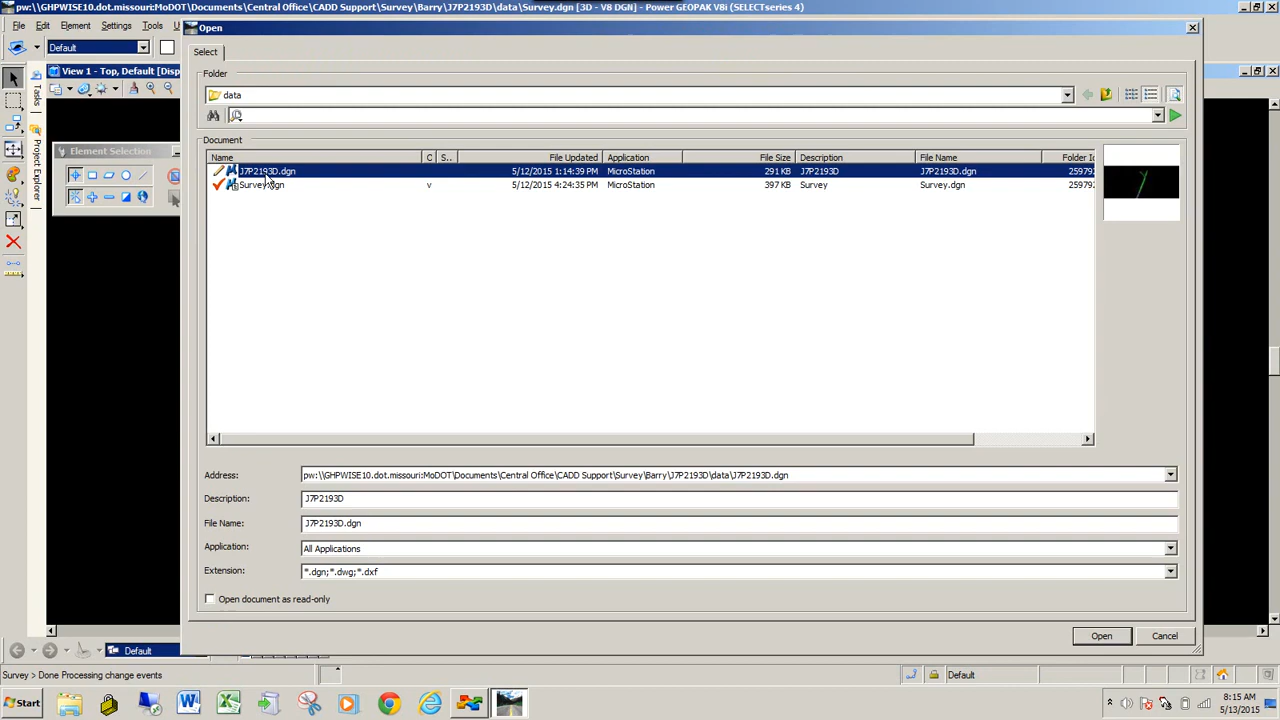 pw:\\GHPWISE10.dot.missouri:MoDOT\Documents\Central Office\CADD Support\Survey\Barry\J7P2193D\data\Survey.dgn [3D - V8 DGN] - Power GEOPAK V8i (SELECTseries 4)
File Edit Element Settings Tools
Open
Default
Select
View 1 - Top, Default [Disp
Folder
data
Tasks
Project Explorer
Document
Element Selection
Name
File Updated Application File Size Description File Name
J7P2193D.dgn 5/12/2015 1:14:39 PM MicroStation 291 KB J7P2193D J7P2193D.dgn 259792
v 5/12/2015 4:24:35 PM MicroStation 397 KB Survey Survey.dgn 259792
Address: pw:\\GHPWISE10.dot.missouri:MoDOT\Documents\Central Office\CADD Support\Survey\Barry\J7P2193D\data\J7P2193D.dgn
Description: J7P2193D
File Name: J7P2193D.dgn
Application: All Applications
Extension: *.dgn;*.dwg;*.dxf
Open document as read-only
Open Cancel
Default
Survey > Done Processing change events
Default
Start
8:15 AM
5/13/2015